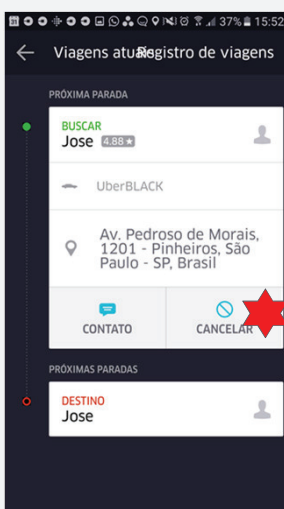 37% 15:52
Viagens atuais Registro de viagens
PRÓXIMA PARADA
BUSCAR
Jose 4.88 ★
UberBLACK
Av. Pedroso de Morais,
1201 - Pinheiros, São
Paulo - SP, Brasil
CONTATO CANCELAR
PRÓXIMAS PARADAS
DESTINO
Jose